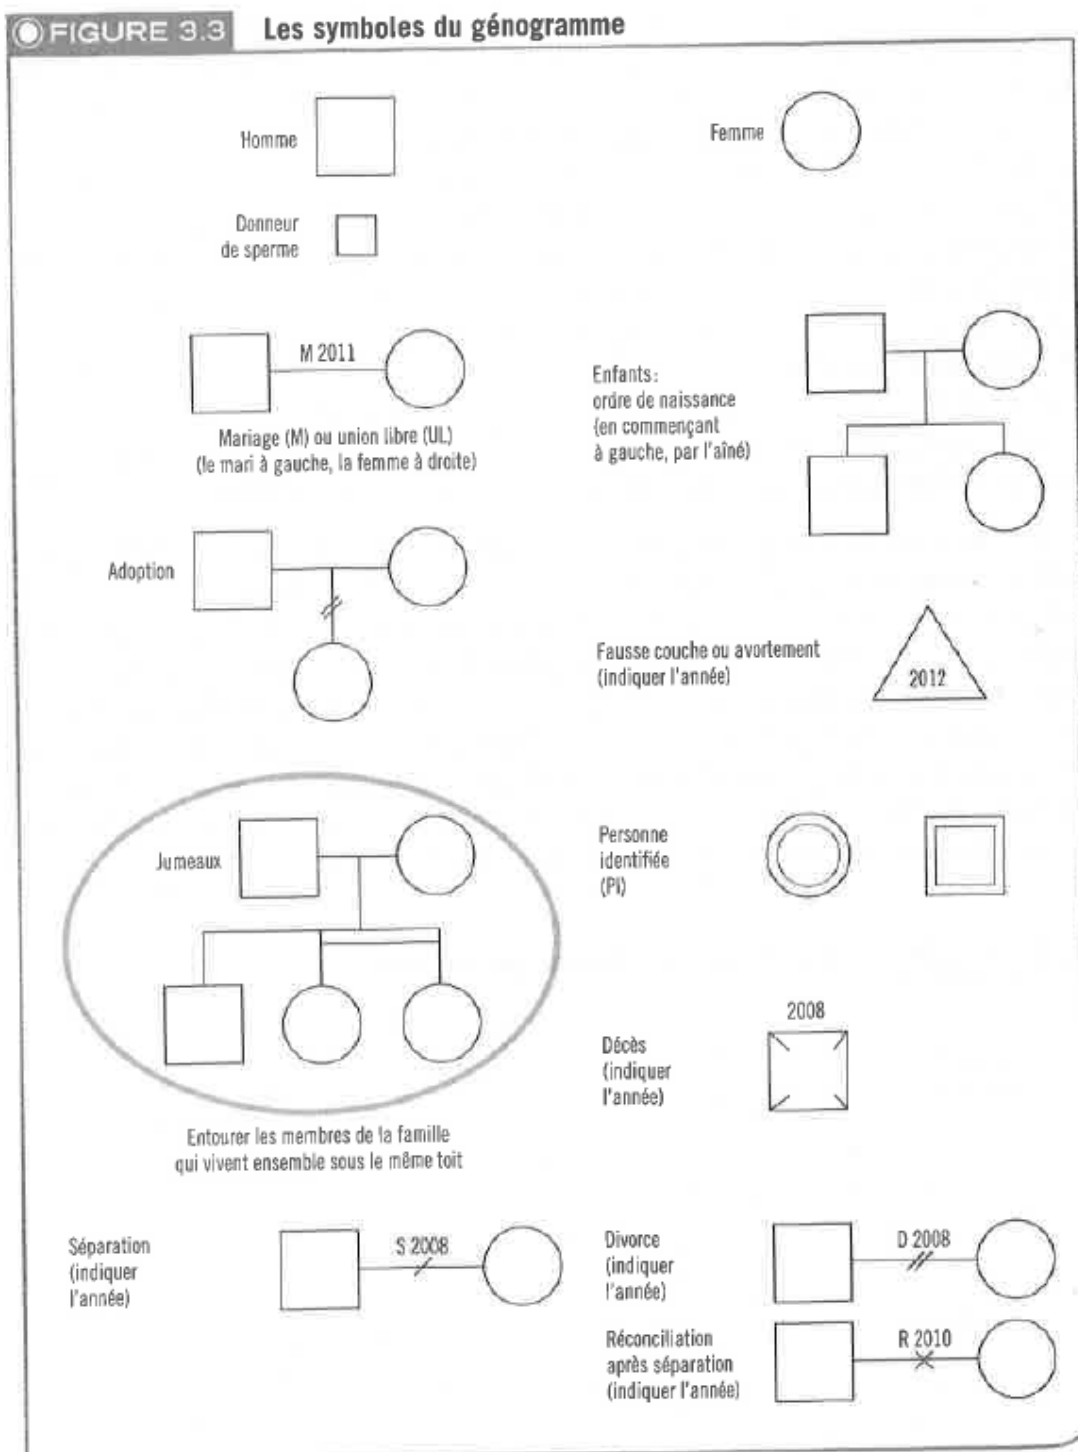 FIGURE 3.3 Les symboles du génogramme
Homme
Femme
Donneur
de sperme
M 2011
Mariage (M) ou union libre (UL)
(le mari à gauche, la femme à droite)
Enfants:
ordre de naissance
(en commençant
à gauche, par l'aîné)
Adoption
Fausse couche ou avortement
(indiquer l'année)
2012
Jumeaux
Personne
identifiée
(PI)
Entourer les membres de la famille
qui vivent ensemble sous le même toit
2008
Décès
(indiquer
l'année)
Séparation
(indiquer
l'année)
S 2008
Divorce
(indiquer
l'année)
D 2008
Réconciliation
après séparation
(indiquer l'année)
R 2010